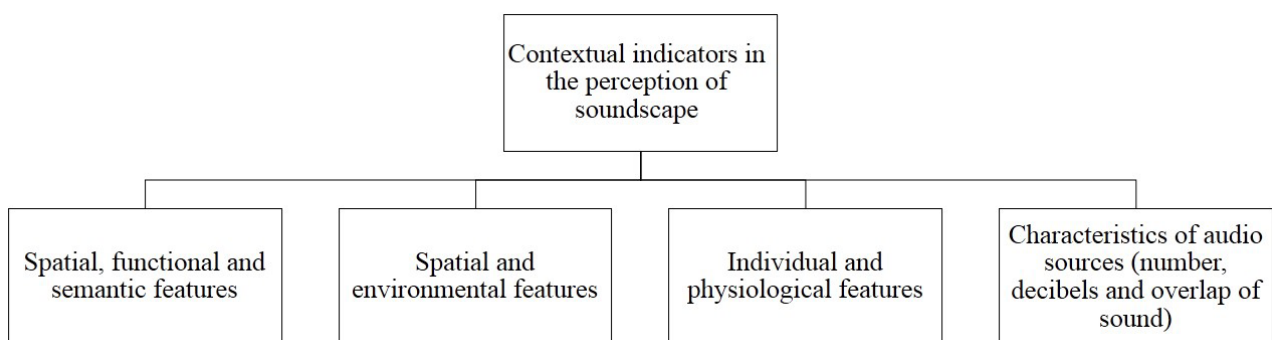 Contextual indicators in
the perception of
soundscape
Spatial, functional and
semantic features
Spatial and
environmental features
Individual and
physiological features
Characteristics of audio
sources (number,
decibels and overlap of
sound)